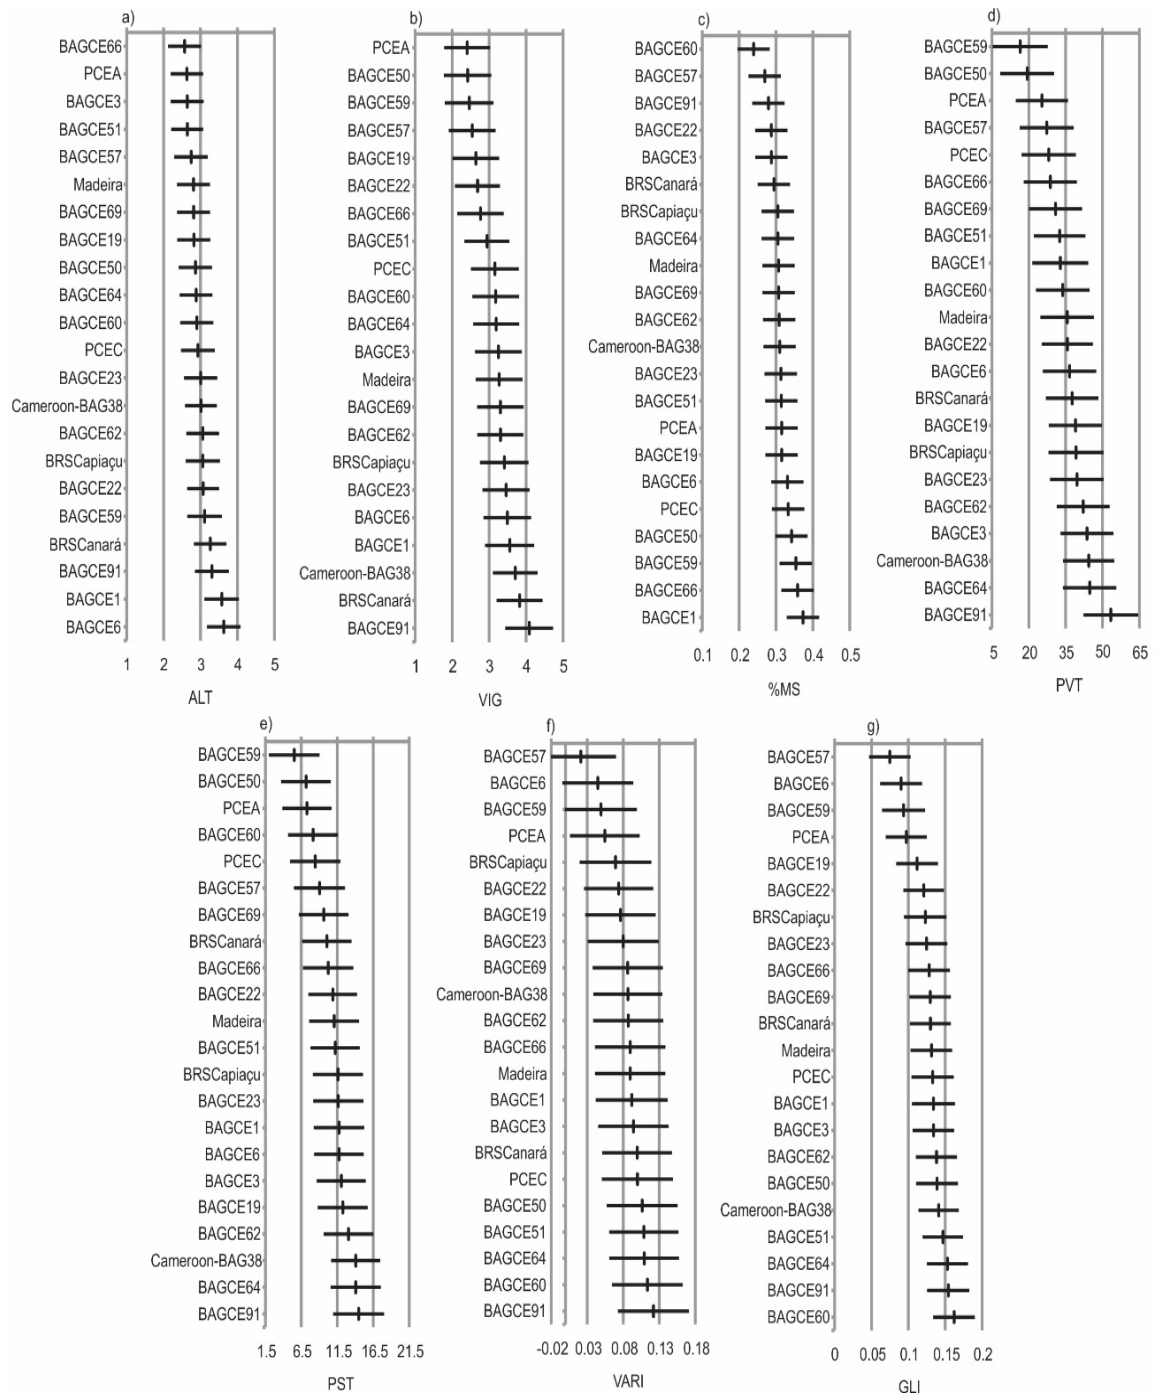 a)
BAGCE66
PCEA
BAGCE3
BAGCE51
BAGCE57
Madeira
BAGCE69
BAGCE19
BAGCE50
BAGCE64
BAGCE60
PCEC
BAGCE23
Cameroon-BAG38
BAGCE62
BRSCapiaçu
BAGCE22
BAGCE59
BRSCanará
BAGCE91
BAGCE1
BAGCE6
1 2 3 4 5
ALT
b)
PCEA
BAGCE50
BAGCE59
BAGCE57
BAGCE19
BAGCE22
BAGCE66
BAGCE51
PCEC
BAGCE60
BAGCE64
BAGCE3
Madeira
BAGCE69
BAGCE62
BRSCapiaçu
BAGCE23
BAGCE6
BAGCE1
Cameroon-BAG38
BRSCanará
BAGCE91
1 2 3 4 5
VIG
c)
BAGCE60
BAGCE57
BAGCE91
BAGCE22
BAGCE3
BRSCanará
BRSCapiaçu
BAGCE64
Madeira
BAGCE69
BAGCE62
Cameroon-BAG38
BAGCE23
BAGCE51
PCEA
BAGCE19
BAGCE6
PCEC
BAGCE50
BAGCE59
BAGCE66
BAGCE1
0.1 0.2 0.3 0.4 0.5
%MS
d)
BAGCE59
BAGCE50
PCEA
BAGCE57
PCEC
BAGCE66
BAGCE69
BAGCE51
BAGCE1
BAGCE60
Madeira
BAGCE22
BAGCE6
BRSCanará
BAGCE19
BRSCapiaçu
BAGCE23
BAGCE62
BAGCE3
Cameroon-BAG38
BAGCE64
BAGCE91
5 20 35 50 65
PVT
e)
BAGCE59
BAGCE50
PCEA
BAGCE60
PCEC
BAGCE57
BAGCE69
BRSCanará
BAGCE66
BAGCE22
Madeira
BAGCE51
BRSCapiaçu
BAGCE23
BAGCE1
BAGCE6
BAGCE3
BAGCE19
BAGCE62
Cameroon-BAG38
BAGCE64
BAGCE91
1.5 6.5 11.5 16.5 21.5
PST
f)
BAGCE57
BAGCE6
BAGCE59
PCEA
BRSCapiaçu
BAGCE22
BAGCE19
BAGCE23
BAGCE69
Cameroon-BAG38
BAGCE62
BAGCE66
Madeira
BAGCE1
BAGCE3
BRSCanará
PCEC
BAGCE50
BAGCE51
BAGCE64
BAGCE60
BAGCE91
-0.02 0.03 0.08 0.13 0.18
VARI
g)
BAGCE57
BAGCE6
BAGCE59
PCEA
BAGCE19
BAGCE22
BRSCapiaçu
BAGCE23
BAGCE66
BAGCE69
BRSCanará
Madeira
PCEC
BAGCE1
BAGCE3
BAGCE62
BAGCE50
Cameroon-BAG38
BAGCE51
BAGCE64
BAGCE91
BAGCE60
0 0.05 0.1 0.15 0.2
GLI